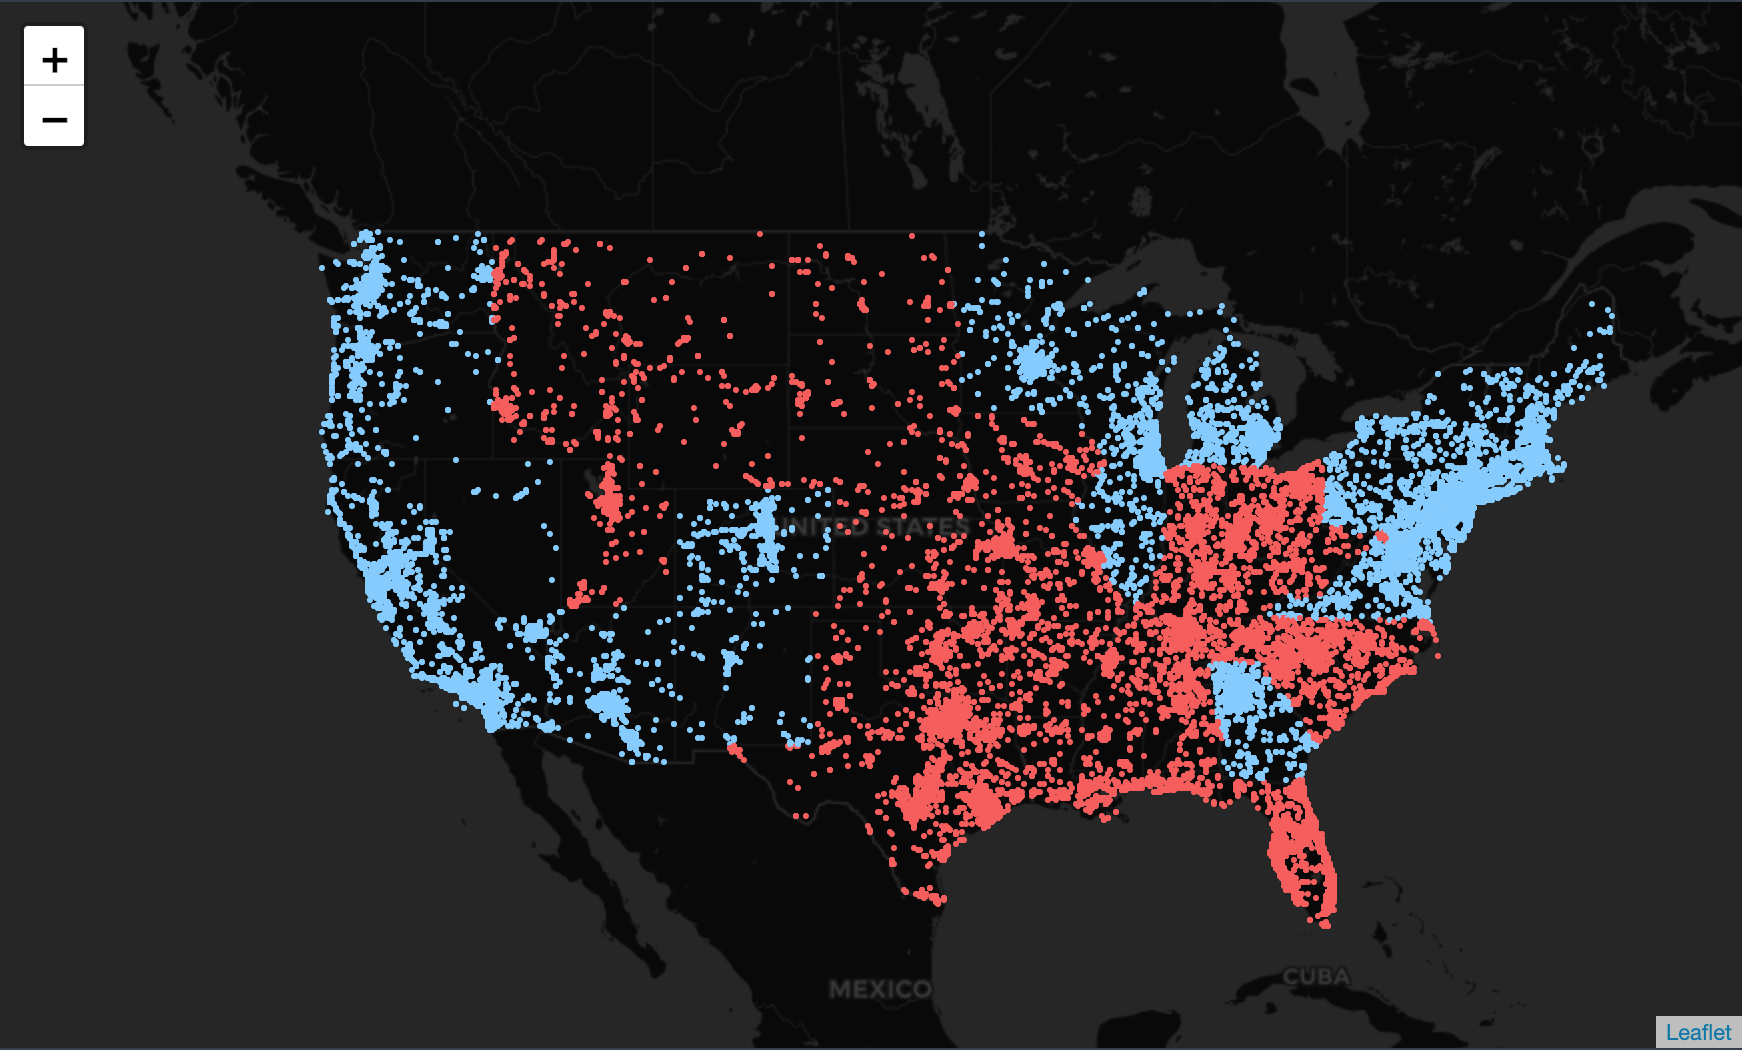 +
−
UNITED STATES
MEXICO
CUBA
Leaflet